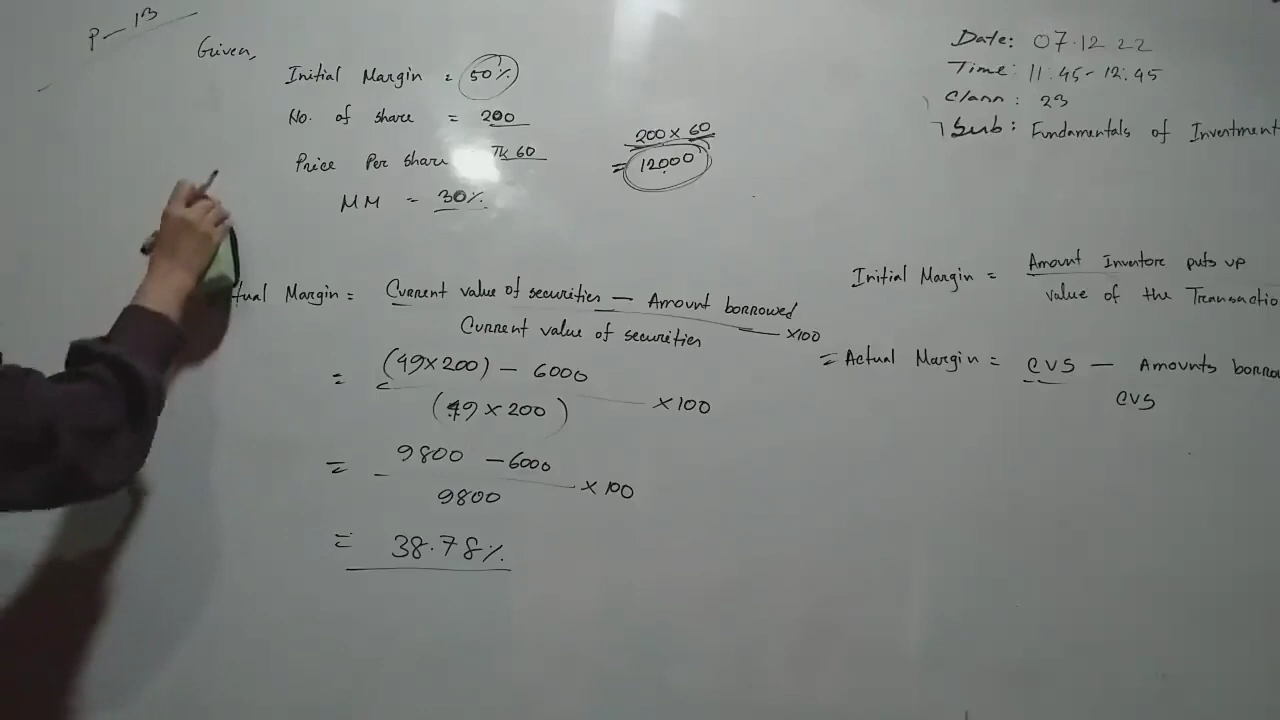 P - 13
Given,
Initial Margin = 50%
No. of share = 200
Price Per share Tk 60
MM = 30%
200 × 60
= 12000
Date: 07.12 22
Time: 11:45 - 12:45
Class: 23
Sub: Fundamentals of Investment
tual Margin = Current value of securities — Amount borrowed
Current value of securities ×100
= (49×200) - 6000
(49 × 200) ×100
= 9800 - 6000
9800 × 100
= 38.78%
Initial Margin = Amount Investore puts up
value of the Transactio
= Actual Margin = CVS — Amounts borrow
CVS